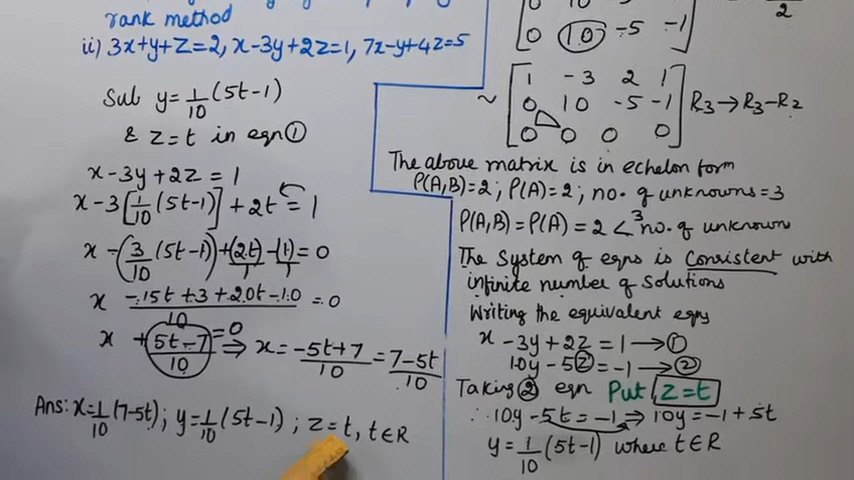 rank method
ii) 3x+y+z=2, x-3y+2z=1, 7x-y+4z=5
Sub y=1/10 (5t-1)
& z=t in eqn ①
x-3y+2z=1
x-3[1/10 (5t-1)]+2t=1
x-(3/10 (5t-1))+(2t)/1-(1)/1=0
x (-15t+3+20t-10)/10=0
x + (5t-7)/10=0 ⇒ x=(-5t+7)/10=(7-5t)/10
Ans: x=1/10 (7-5t); y=1/10 (5t-1); z=t, t∈R
2
0 10 -5 -1
~ [1 -3 2 1
0 10 -5 -1
0 0 0 0] R3→R3-R2
The above matrix is in echelon form
ρ(A,B)=2; ρ(A)=2; no. of unknowns=3
ρ(A,B)=ρ(A)=2<3 no. of unknown
The System of eqns is Consistent with
infinite number of solutions
Writing the equivalent eqns
x-3y+2z=1→①
10y-5z=-1→②
Taking ② eqn Put z=t
∴10y-5t=-1⇒10y=-1+5t
y=1/10 (5t-1) where t∈R